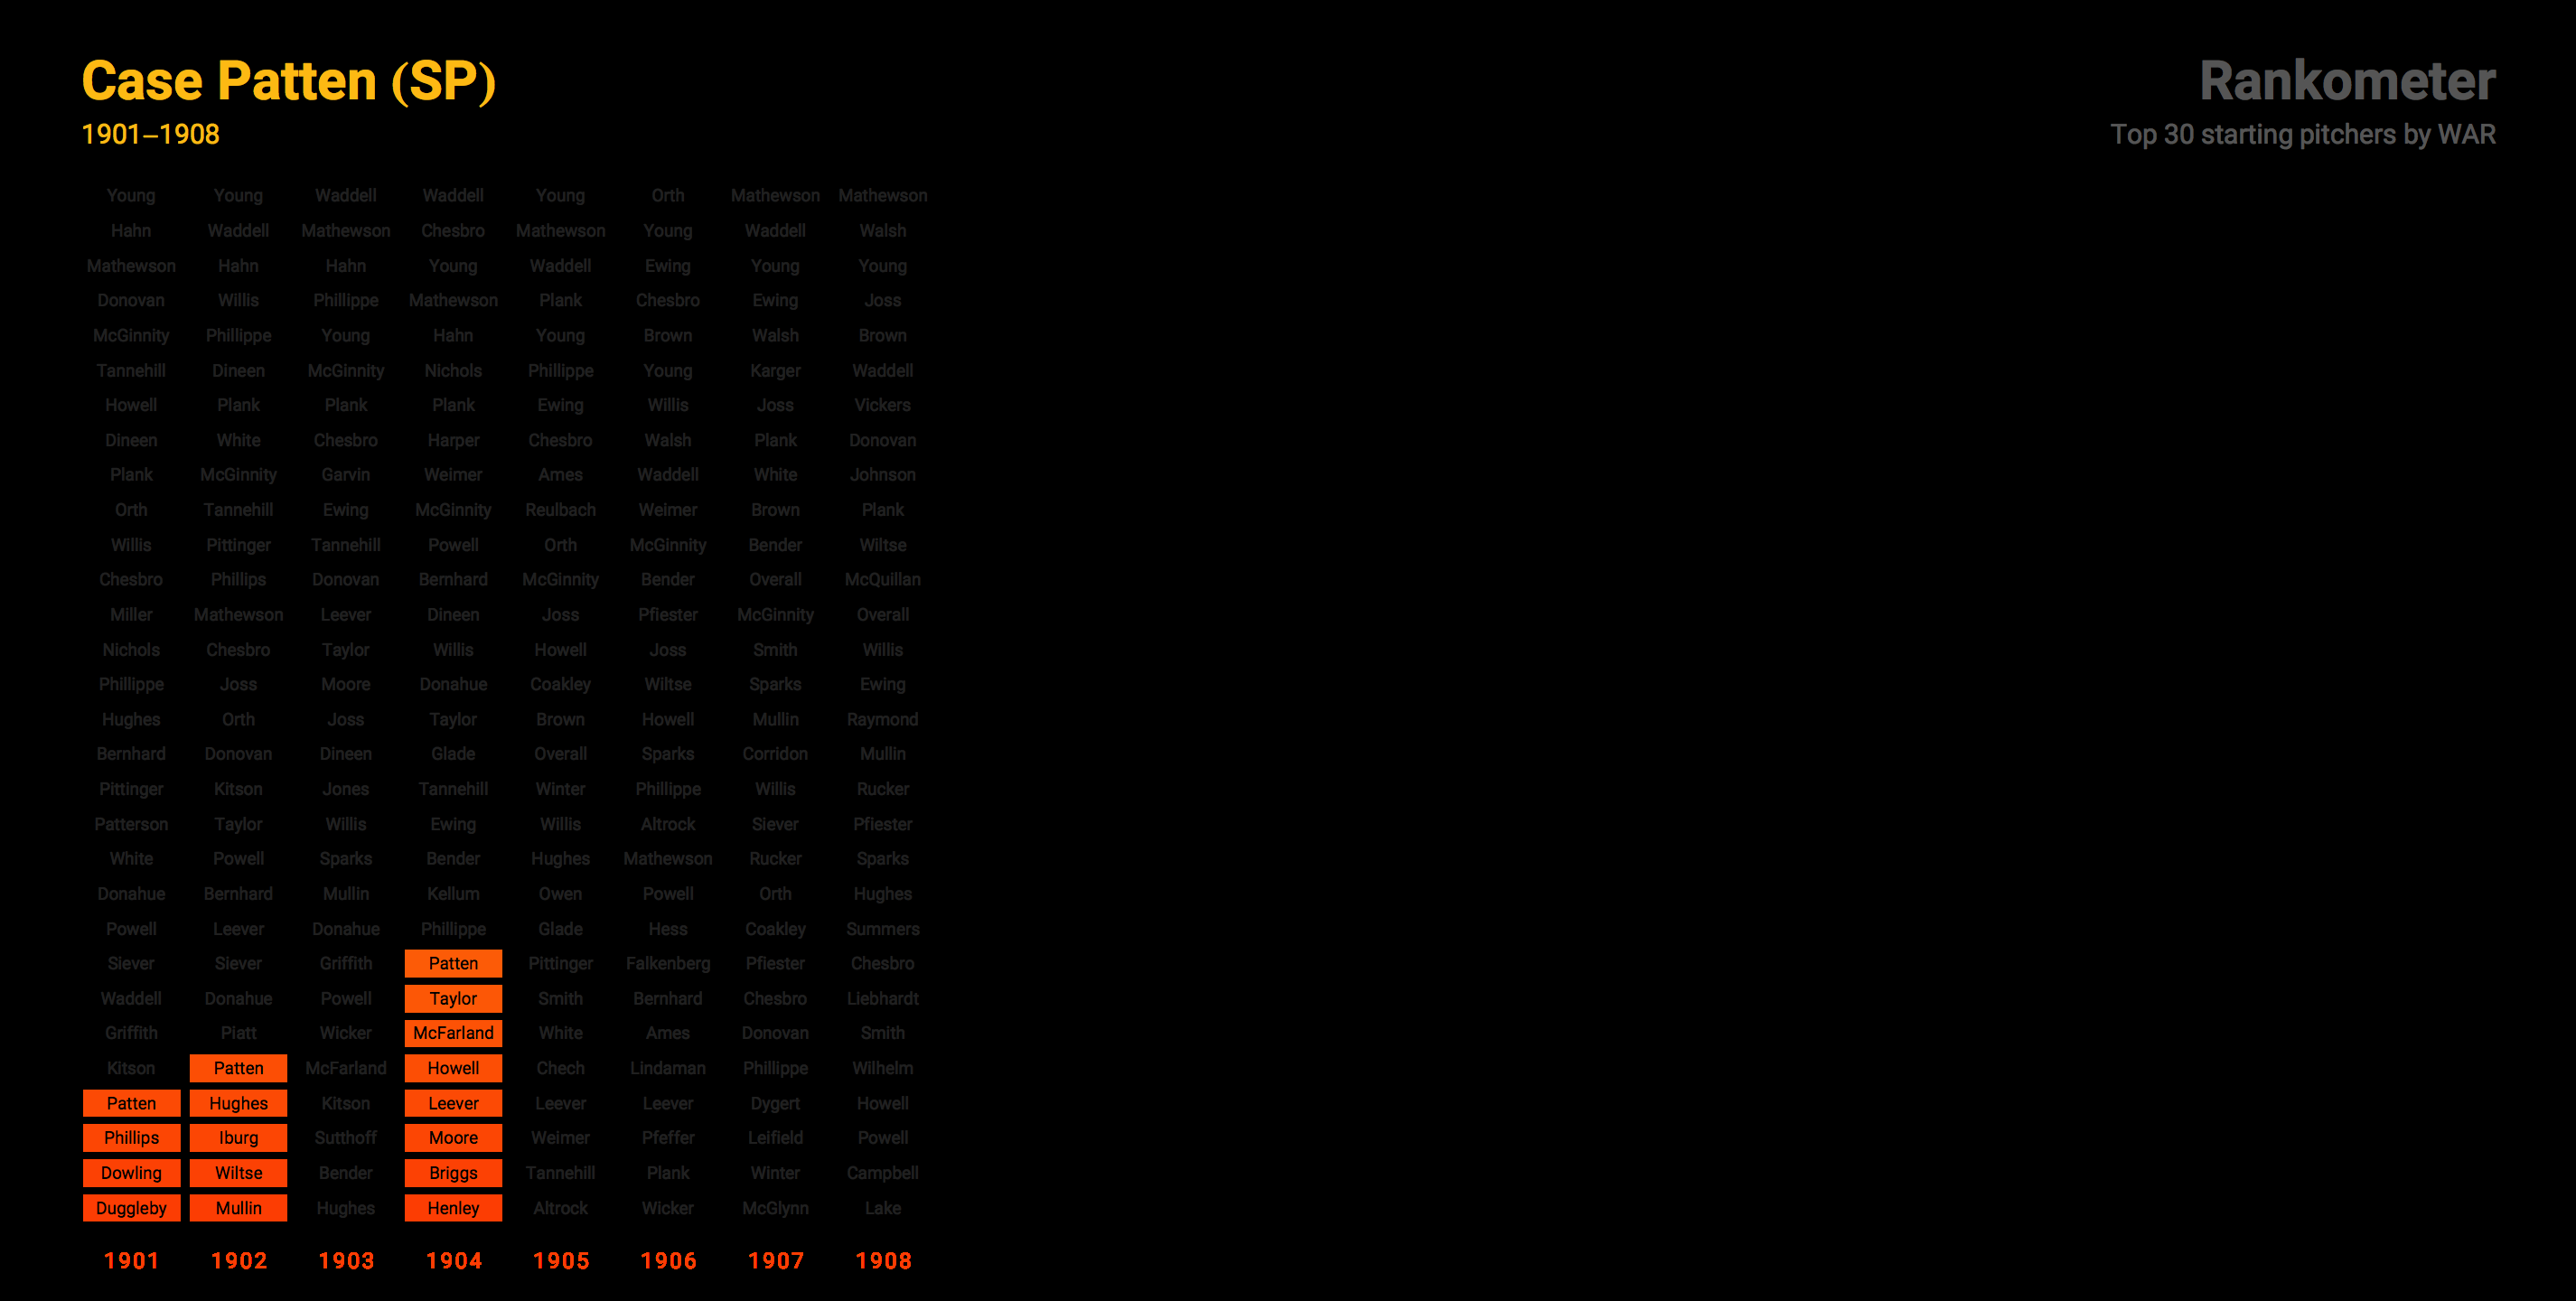 Case Patten (SP)
1901–1908
Rankometer
Top 30 starting pitchers by WAR
Young Young Waddell Waddell Young Orth Mathewson Mathewson
Hahn Waddell Mathewson Chesbro Mathewson Young Waddell Walsh
Mathewson Hahn Hahn Young Waddell Ewing Young Young
Donovan Willis Phillippe Mathewson Plank Chesbro Ewing Joss
McGinnity Phillippe Young Hahn Young Brown Walsh Brown
Tannehill Dineen McGinnity Nichols Phillippe Young Karger Waddell
Howell Plank Plank Plank Ewing Willis Joss Vickers
Dineen White Chesbro Harper Chesbro Walsh Plank Donovan
Plank McGinnity Garvin Weimer Ames Waddell White Johnson
Orth Tannehill Ewing McGinnity Reulbach Weimer Brown Plank
Willis Pittinger Tannehill Powell Orth McGinnity Bender Wiltse
Chesbro Phillips Donovan Bernhard McGinnity Bender Overall McQuillan
Miller Mathewson Leever Dineen Joss Pfiester McGinnity Overall
Nichols Chesbro Taylor Willis Howell Joss Smith Willis
Phillippe Joss Moore Donahue Coakley Wiltse Sparks Ewing
Hughes Orth Joss Taylor Brown Howell Mullin Raymond
Bernhard Donovan Dineen Glade Overall Sparks Corridon Mullin
Pittinger Kitson Jones Tannehill Winter Phillippe Willis Rucker
Patterson Taylor Willis Ewing Willis Altrock Siever Pfiester
White Powell Sparks Bender Hughes Mathewson Rucker Sparks
Donahue Bernhard Mullin Kellum Owen Powell Orth Hughes
Powell Leever Donahue Phillippe Glade Hess Coakley Summers
Siever Siever Griffith Patten Pittinger Falkenberg Pfiester Chesbro
Waddell Donahue Powell Taylor Smith Bernhard Chesbro Liebhardt
Griffith Piatt Wicker McFarland White Ames Donovan Smith
Kitson Patten McFarland Howell Chech Lindaman Phillippe Wilhelm
Patten Hughes Kitson Leever Leever Leever Dygert Howell
Phillips Iburg Sutthoff Moore Weimer Pfeffer Leifield Powell
Dowling Wiltse Bender Briggs Tannehill Plank Winter Campbell
Duggleby Mullin Hughes Henley Altrock Wicker McGlynn Lake
1901 1902 1903 1904 1905 1906 1907 1908